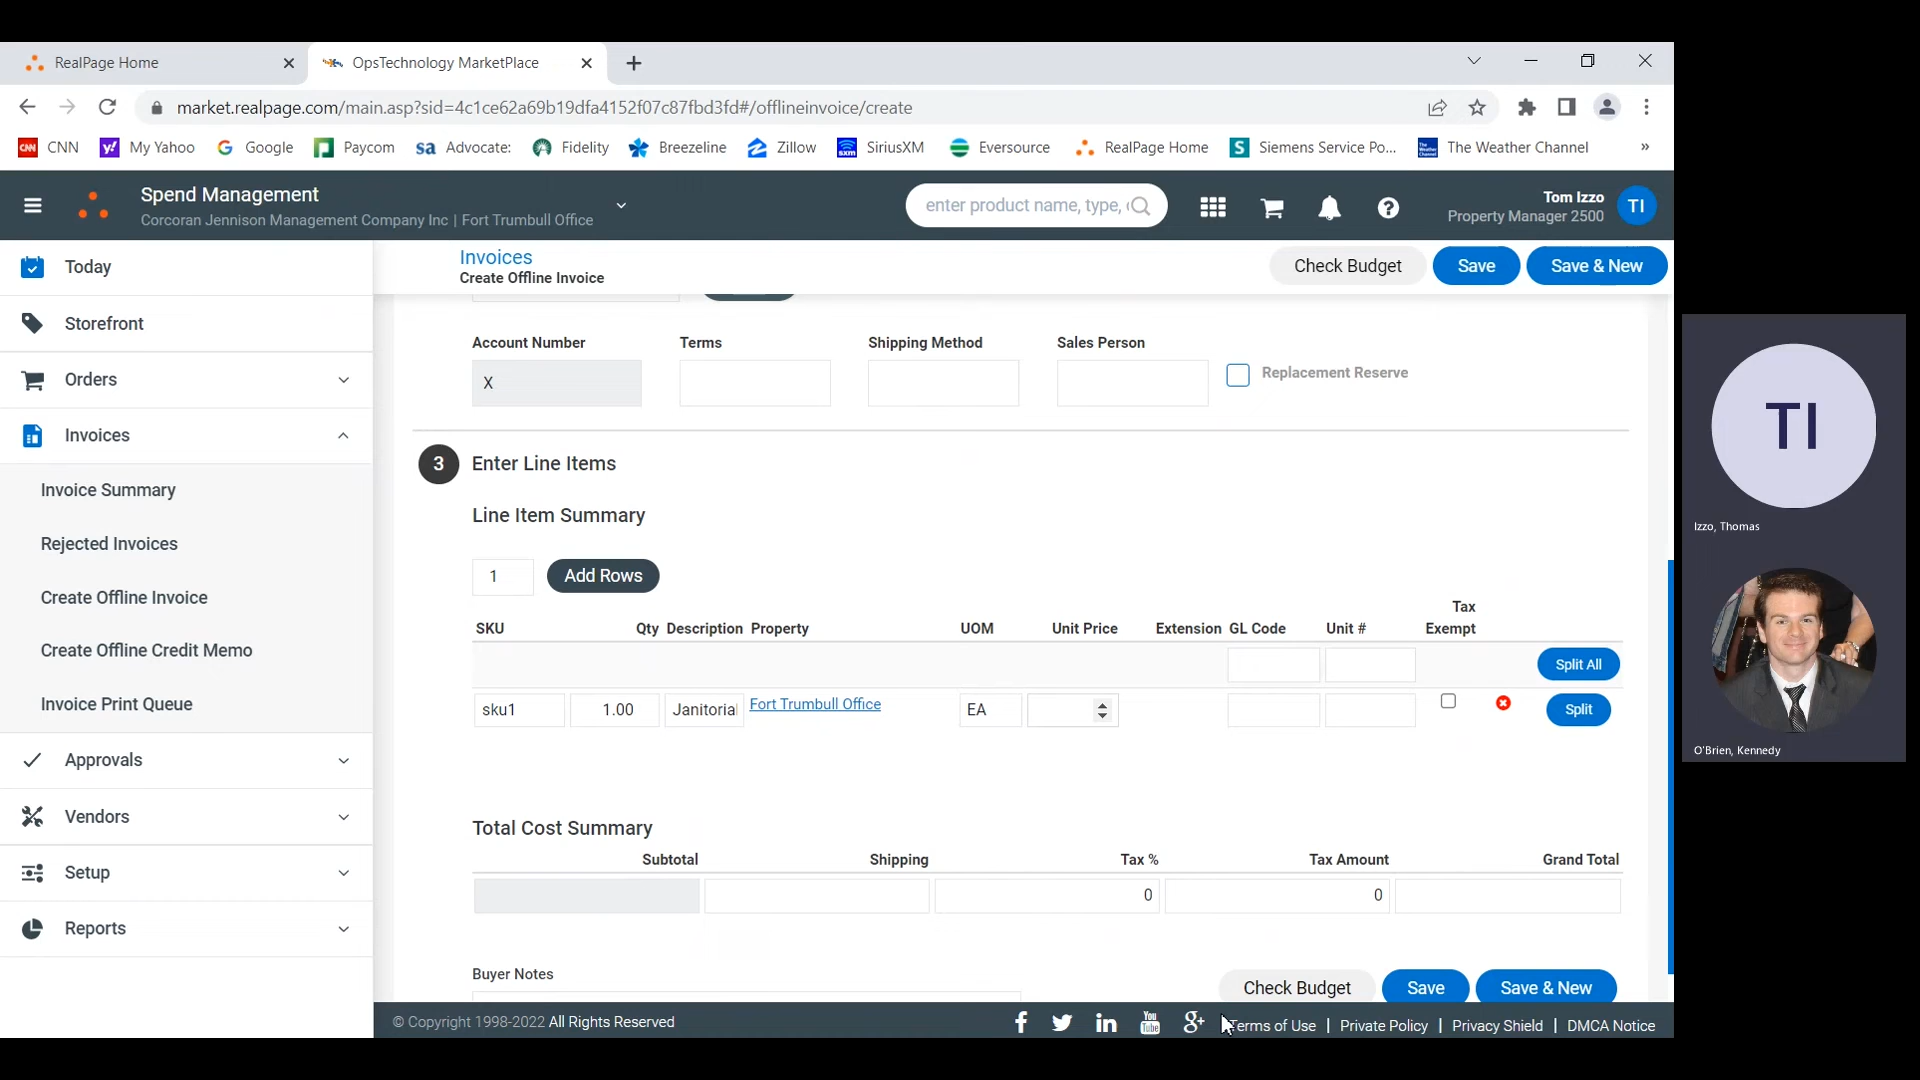 RealPage Home
OpsTechnology MarketPlace
market.realpage.com/main.asp?sid=4c1ce62a69b19dfa4152f07c87fbd3fd#/offlineinvoice/create
CNN CNN
y! My Yahoo
G Google
Paycom
sa Advocate:
Fidelity
Breezeline
Zillow
sxm SiriusXM
Eversource
RealPage Home
S Siemens Service Po...
The Weather Channel
»
Spend Management
Corcoran Jennison Management Company Inc | Fort Trumbull Office
enter product name, type, (
Tom Izzo
Property Manager 2500
TI
Today
Storefront
Orders
Invoices
Invoice Summary
Rejected Invoices
Create Offline Invoice
Create Offline Credit Memo
Invoice Print Queue
Approvals
Vendors
Setup
Reports
Invoices
Create Offline Invoice
Check Budget Save Save & New
Account Number Terms Shipping Method Sales Person
X
Replacement Reserve
3 Enter Line Items
Line Item Summary
1 Add Rows
SKU Qty Description Property UOM Unit Price Extension GL Code Unit # Tax Exempt
Split All
sku1 1.00 Janitorial Fort Trumbull Office EA Split
Total Cost Summary
Subtotal Shipping Tax % Tax Amount Grand Total
0 0
Buyer Notes
Check Budget Save Save & New
© Copyright 1998-2022 All Rights Reserved
You Tube
g+
Terms of Use | Private Policy | Privacy Shield | DMCA Notice
TI
Izzo, Thomas
O'Brien, Kennedy